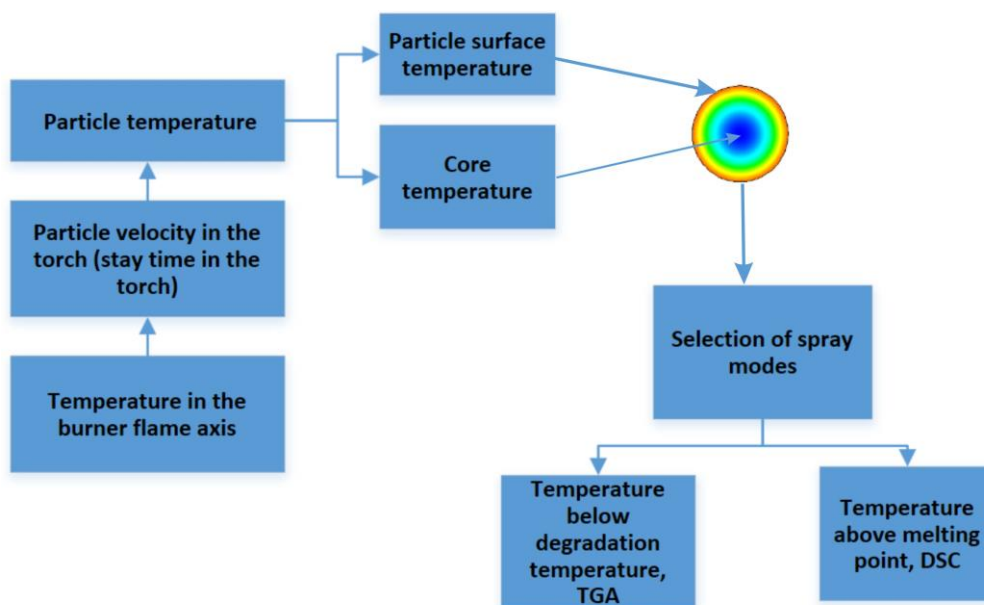 Particle surface
temperature
Particle temperature
Core
temperature
Particle velocity in the
torch (stay time in the
torch)
Temperature in the
burner flame axis
Selection of spray
modes
Temperature
below
degradation
temperature,
TGA
Temperature
above melting
point, DSC